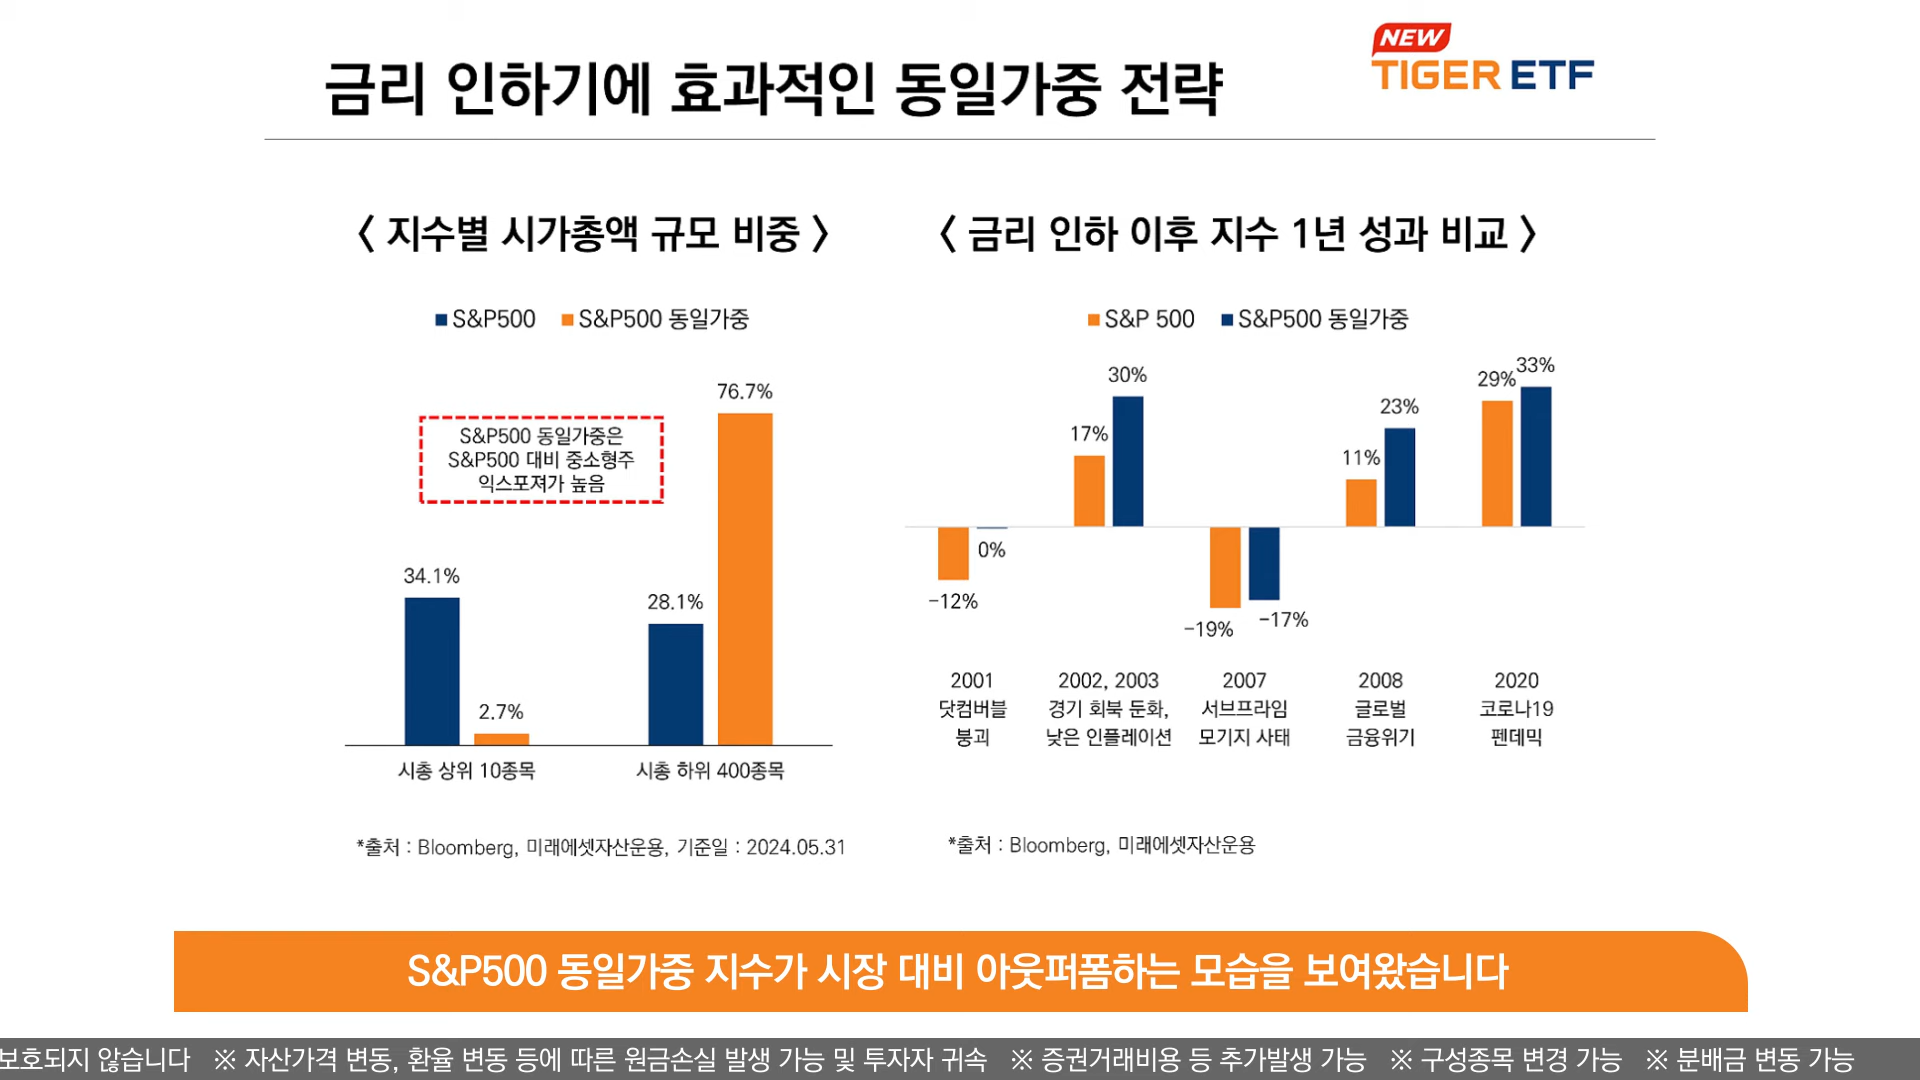 금리 인하기에 효과적인 동일가중 전략
NEW
TIGER ETF
< 지수별 시가총액 규모 비중 >
S&P500 S&P500 동일가중
76.7%
S&P500 동일가중은
S&P500 대비 중소형주
익스포져가 높음
34.1%
28.1%
2.7%
시총 상위 10종목
시총 하위 400종목
*출처 : Bloomberg, 미래에셋자산운용, 기준일 : 2024.05.31
< 금리 인하 이후 지수 1년 성과 비교 >
S&P 500 S&P500 동일가중
-12%
0%
17%
30%
-19%
-17%
11%
23%
29%
33%
2001
닷컴버블
붕괴
2002, 2003
경기 회복 둔화,
낮은 인플레이션
2007
서브프라임
모기지 사태
2008
글로벌
금융위기
2020
코로나19
펜데믹
*출처 : Bloomberg, 미래에셋자산운용
S&P500 동일가중 지수가 시장 대비 아웃퍼폼하는 모습을 보여왔습니다
보호되지 않습니다 ※ 자산가격 변동, 환율 변동 등에 따른 원금손실 발생 가능 및 투자자 귀속 ※ 증권거래비용 등 추가발생 가능 ※ 구성종목 변경 가능 ※ 분배금 변동 가능